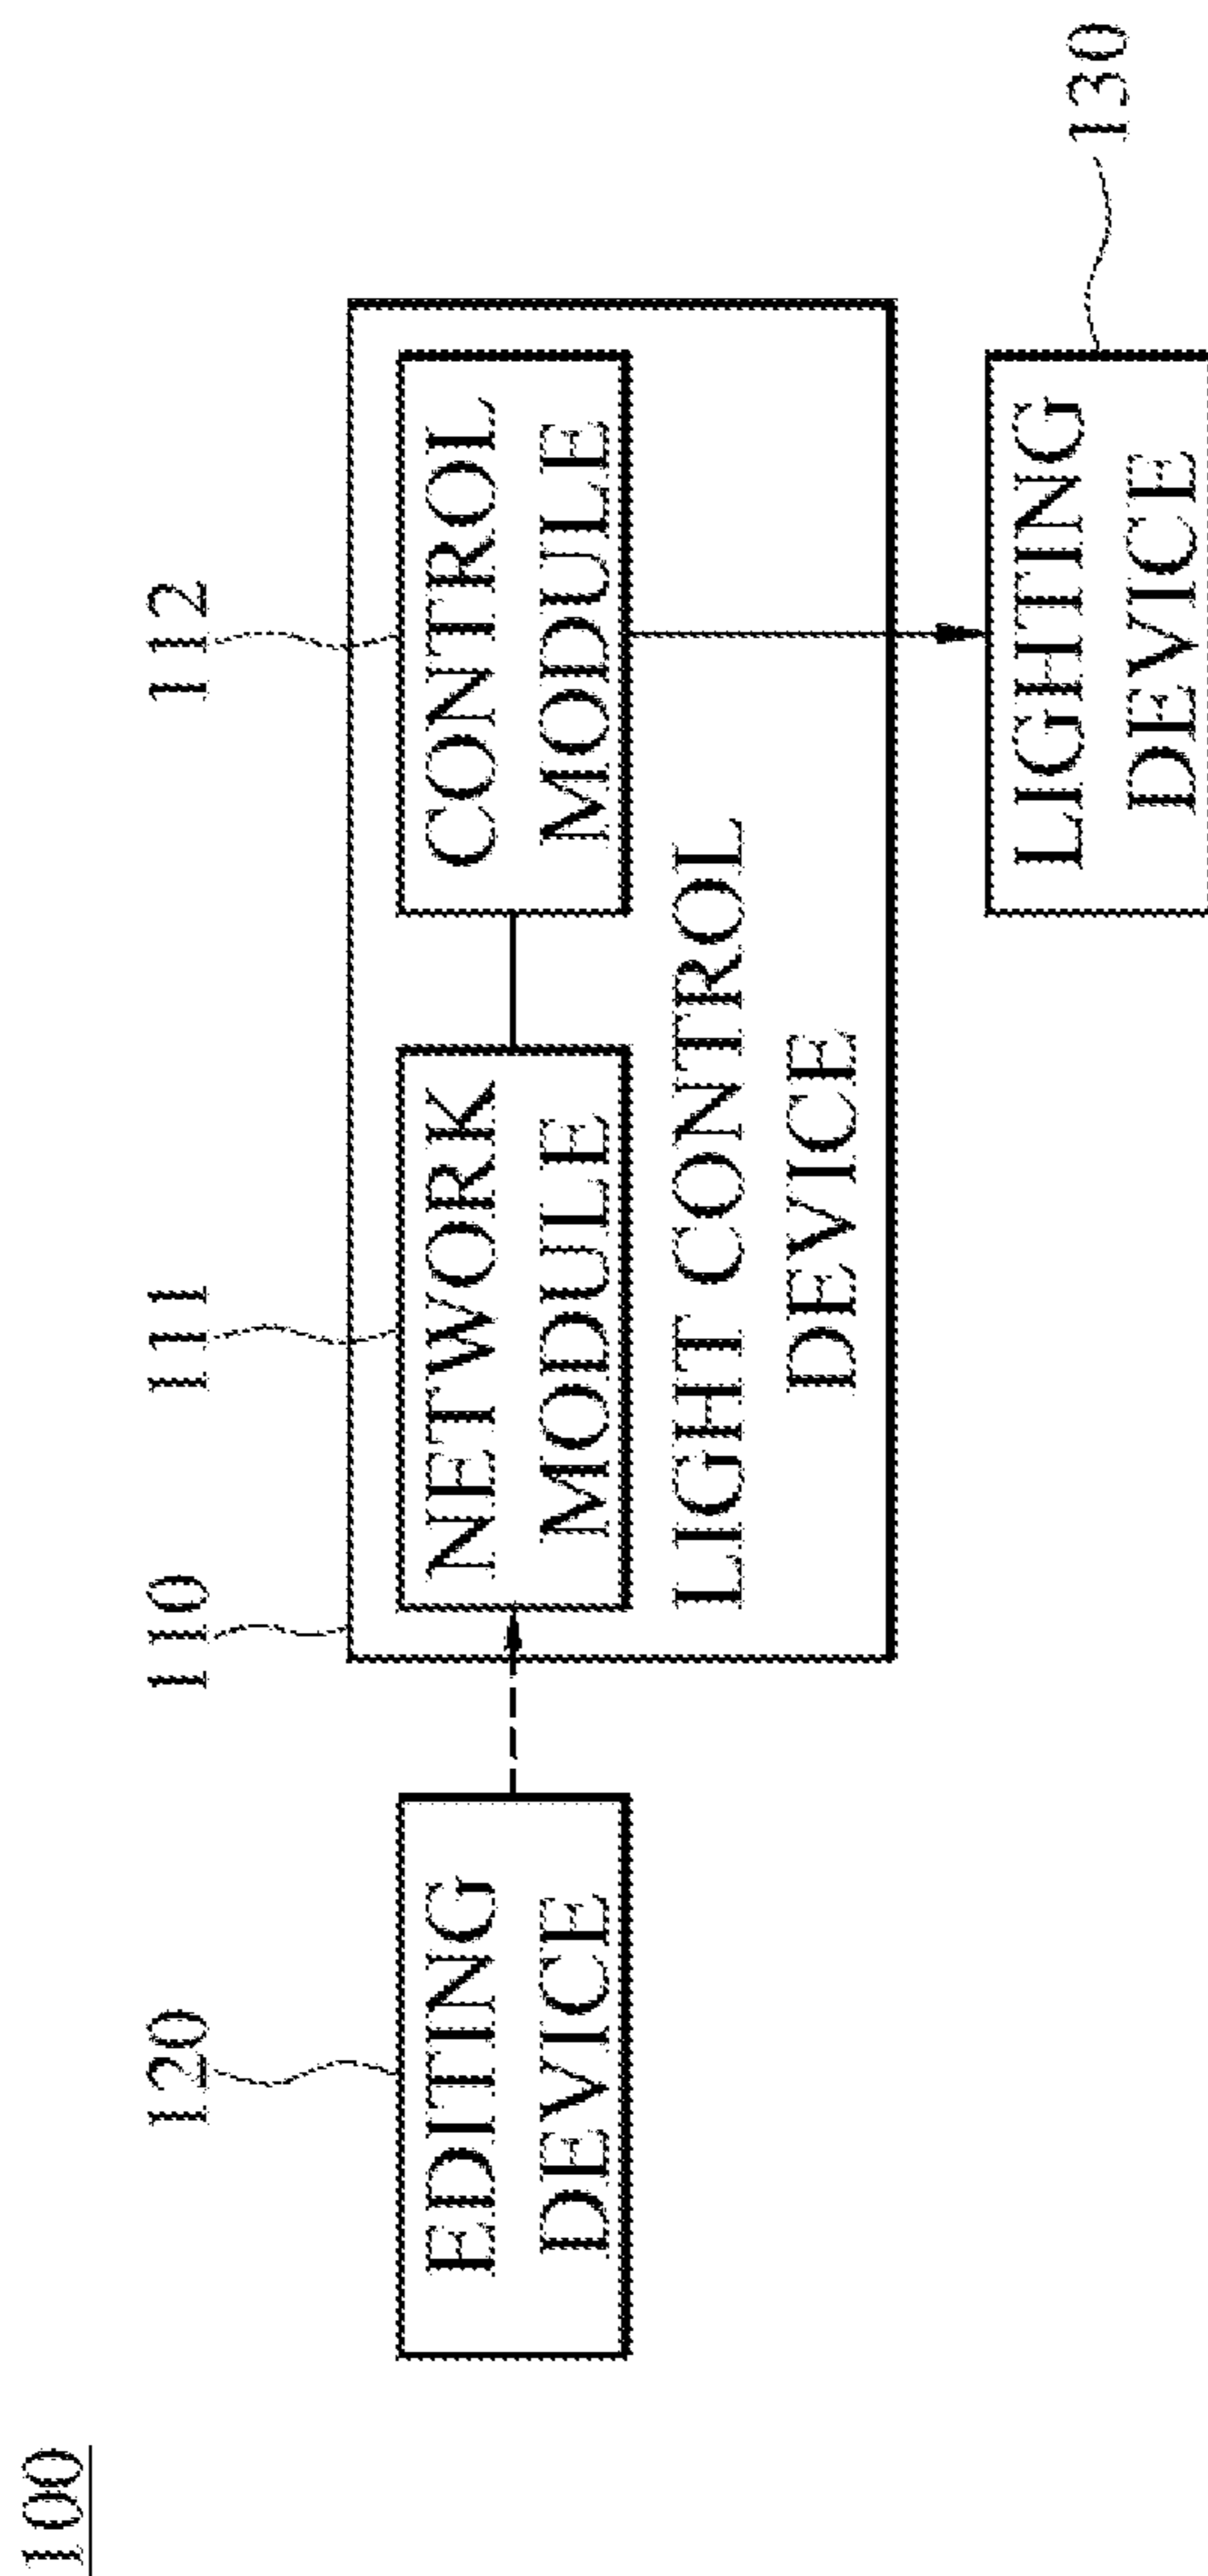 100
120
110
111
112
EDITING
DEVICE
NETWORK
MODULE
CONTROL
MODULE
LIGHT CONTROL
DEVICE
LIGHTING
DEVICE
130